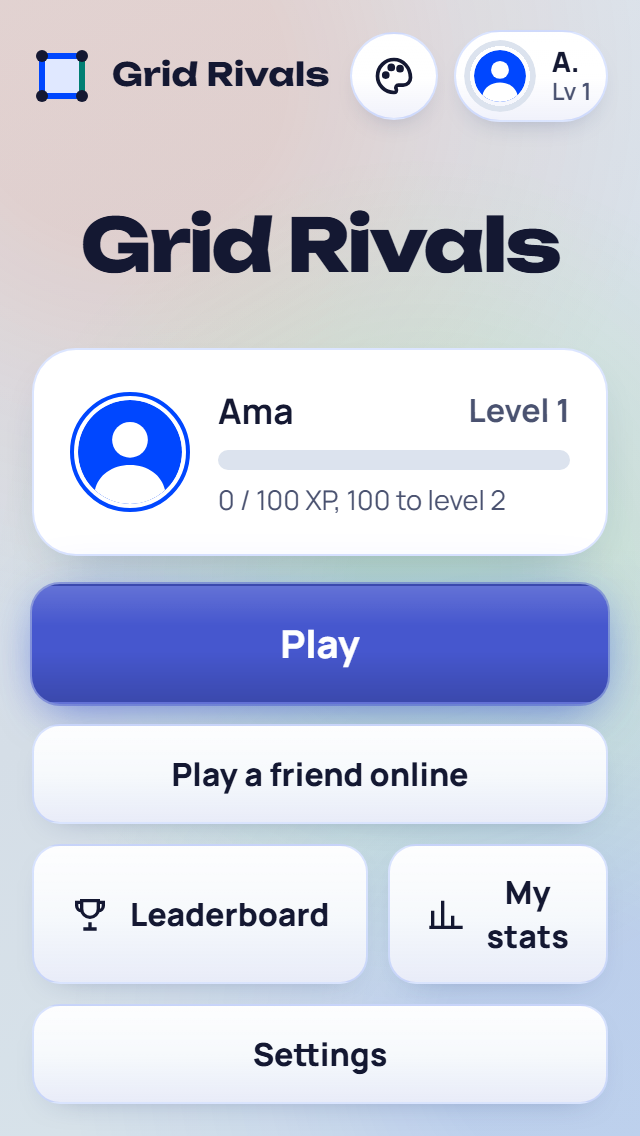 Grid Rivals
A.
Lv 1
Grid Rivals
Ama
Level 1
0 / 100 XP, 100 to level 2
Play
Play a friend online
Leaderboard
My
stats
Settings